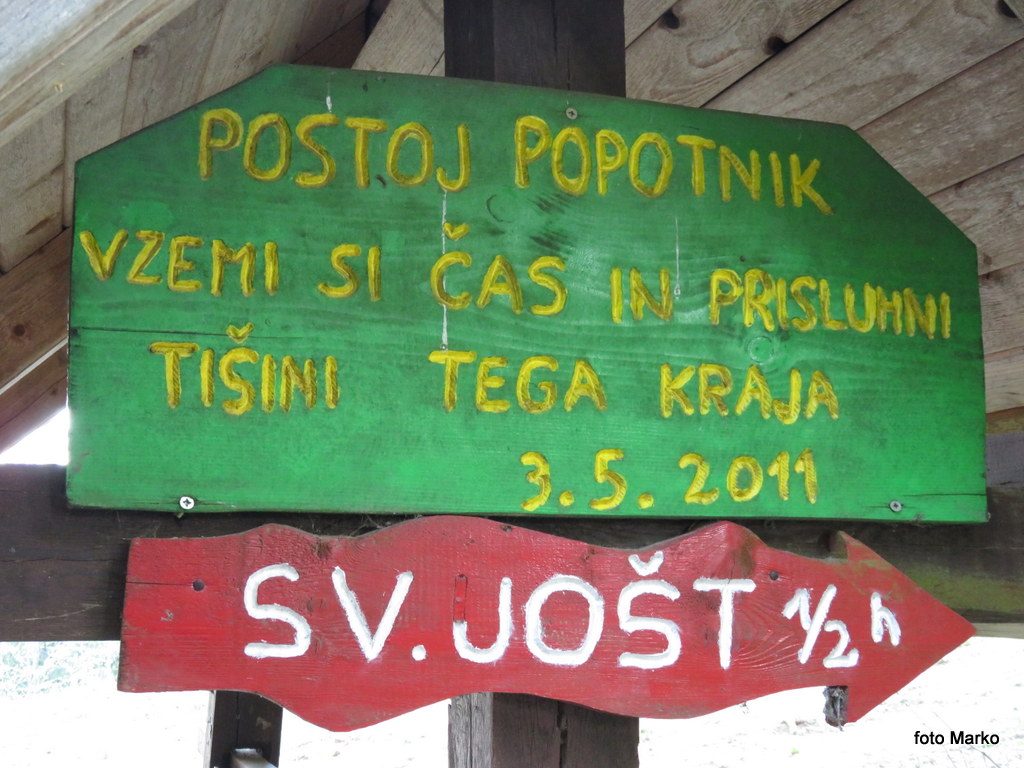 POSTOJ POPOTNIK
VZEMI SI ČAS IN PRISLUHNI
TIŠINI TEGA KRAJA
3.5.2011
SV.JOŠT 1/2 h
foto Marko